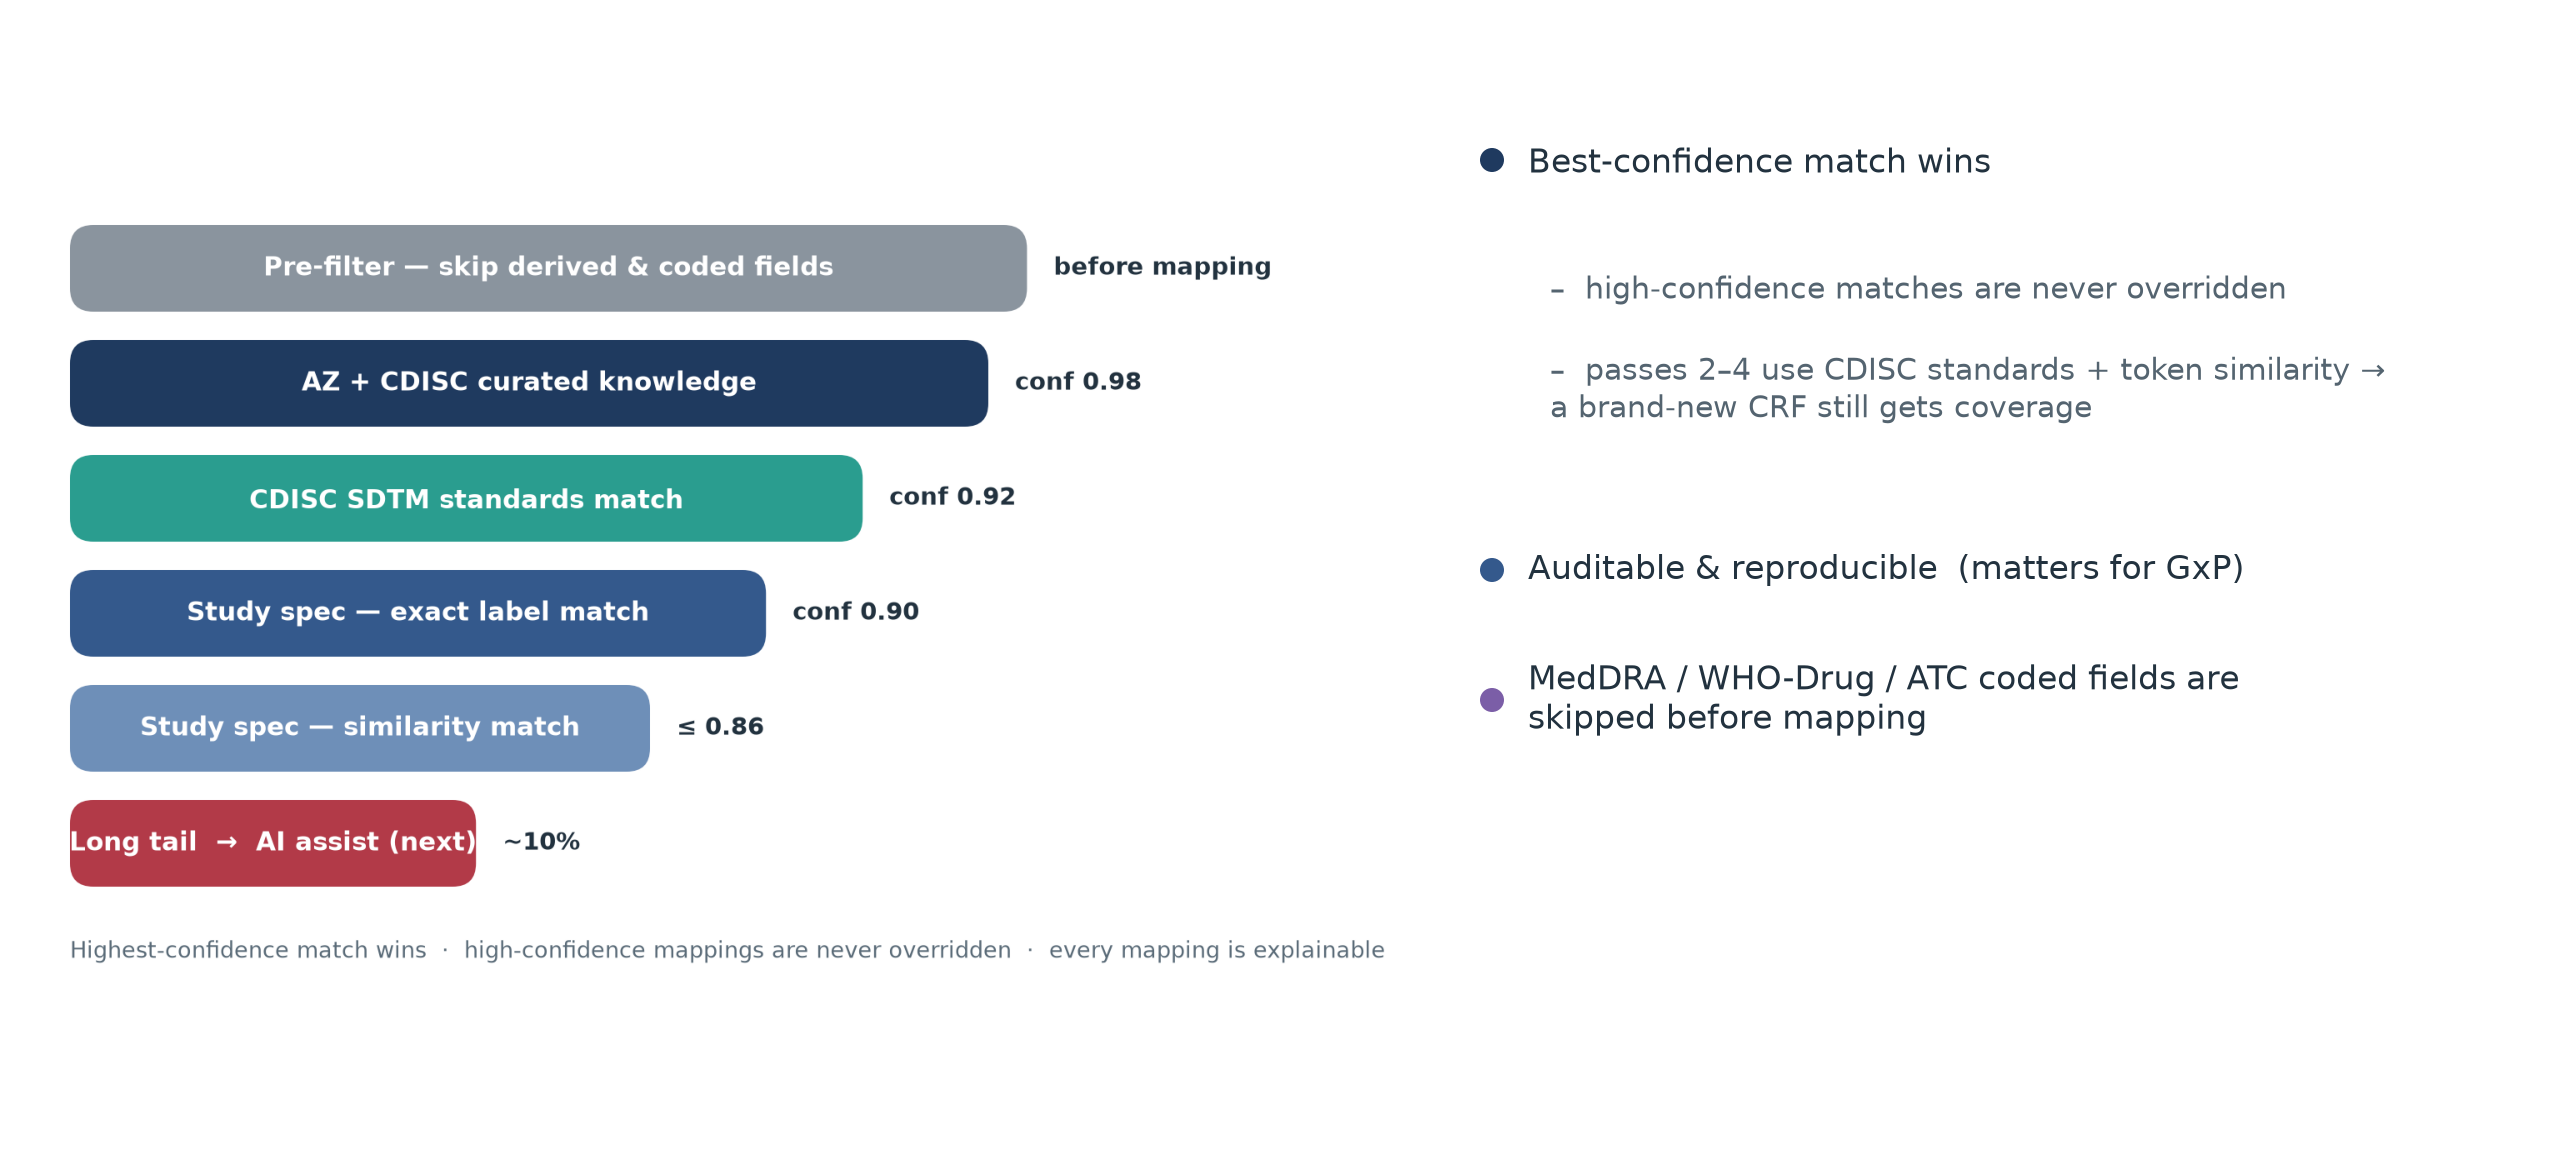 Pre-filter — skip derived & coded fields
before mapping
AZ + CDISC curated knowledge
conf 0.98
CDISC SDTM standards match
conf 0.92
Study spec — exact label match
conf 0.90
Study spec — similarity match
≤ 0.86
Long tail → AI assist (next)
~10%
Highest-confidence match wins · high-confidence mappings are never overridden · every mapping is explainable
Best-confidence match wins
– high-confidence matches are never overridden
– passes 2–4 use CDISC standards + token similarity →
a brand-new CRF still gets coverage
Auditable & reproducible (matters for GxP)
MedDRA / WHO-Drug / ATC coded fields are
skipped before mapping